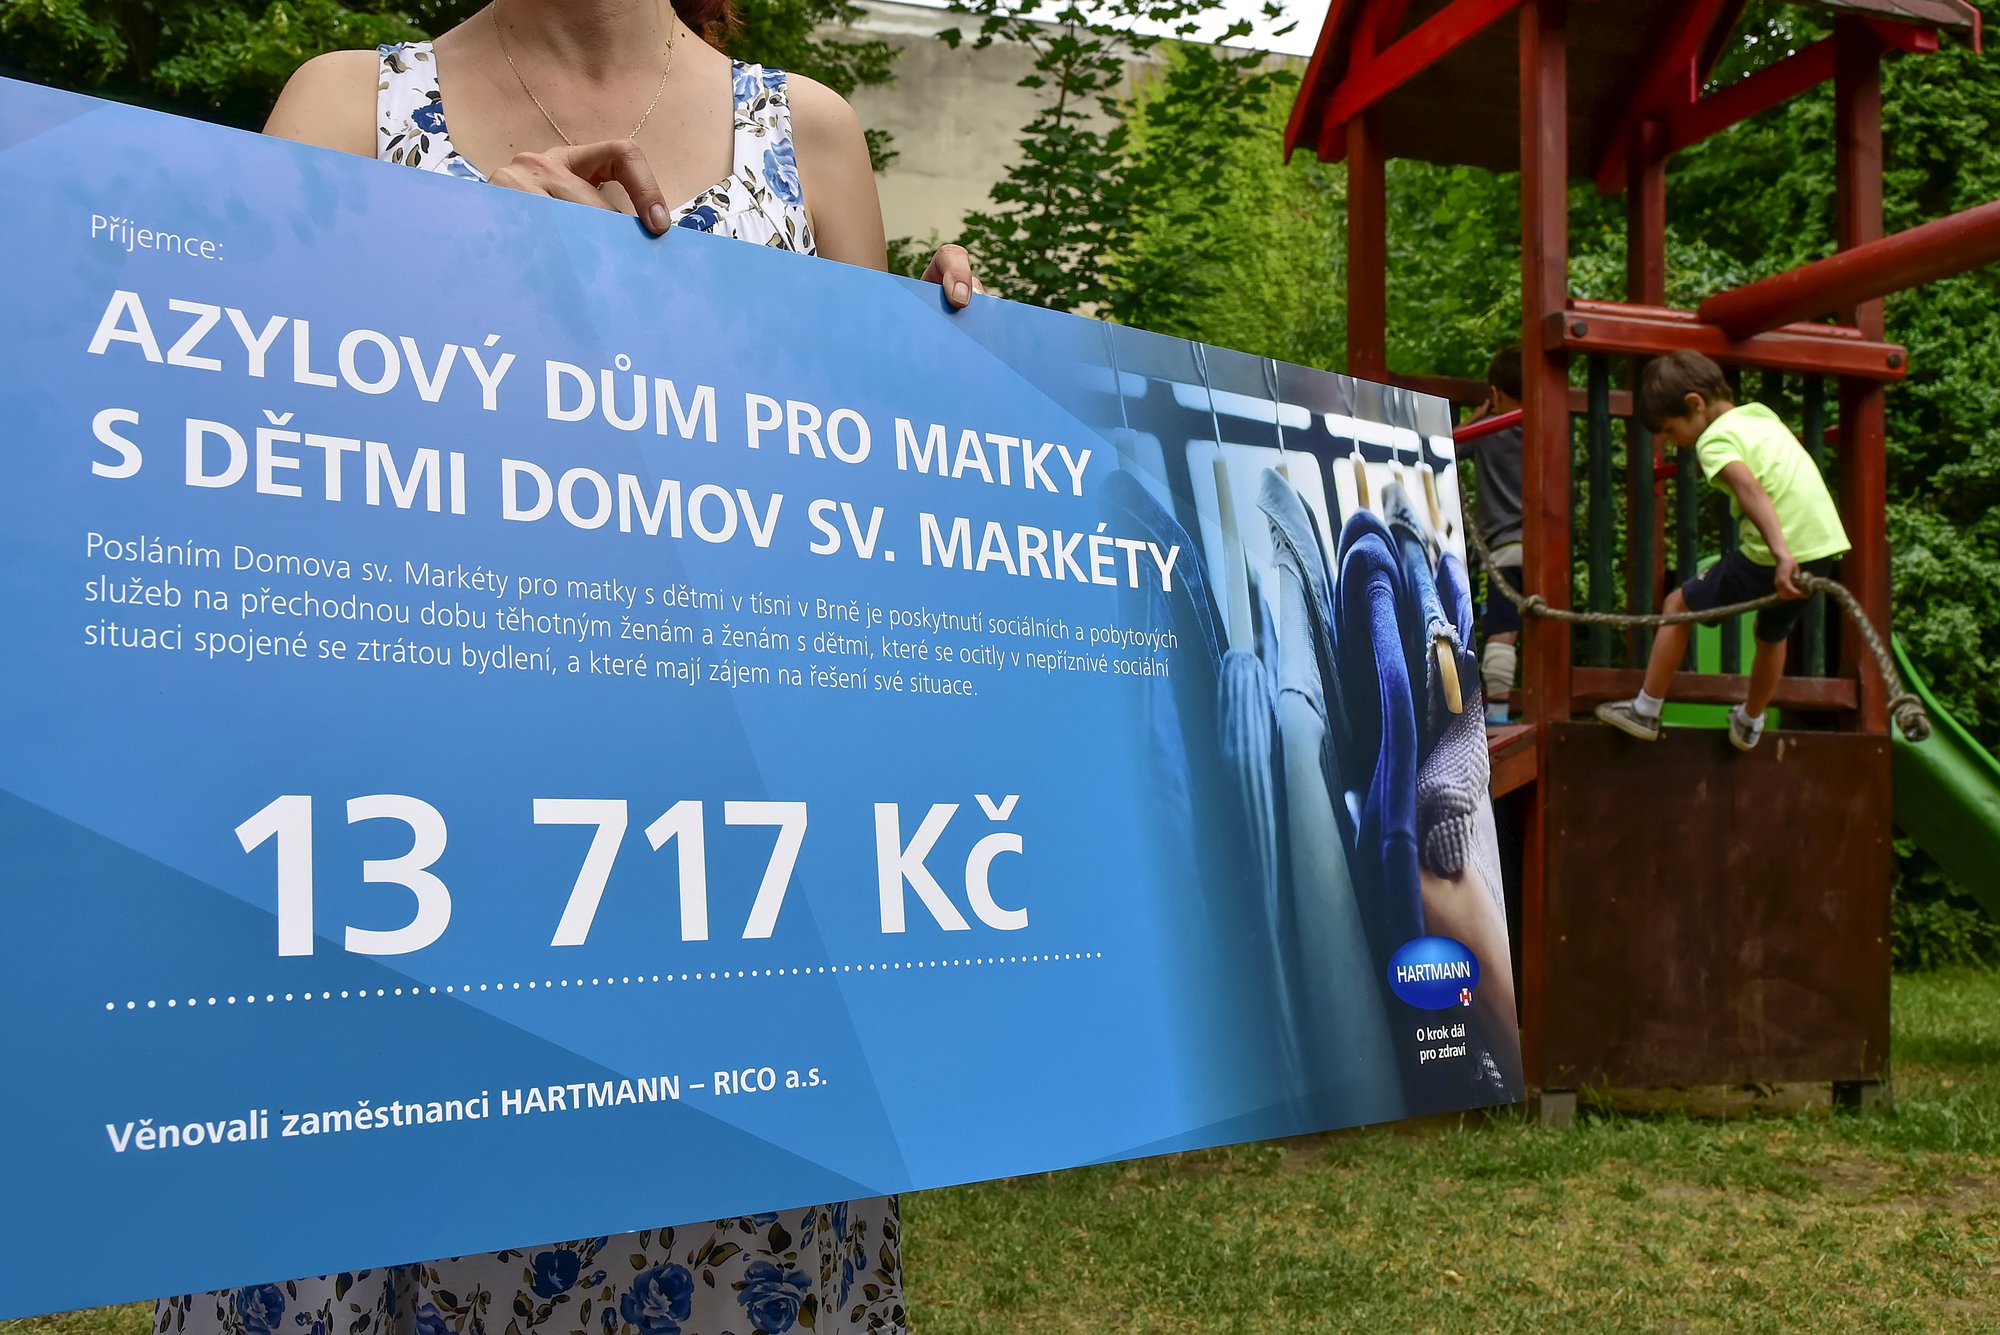 Příjemce:
AZYLOVÝ DŮM PRO MATKY
S DĚTMI DOMOV SV. MARKÉTY
Posláním Domova sv. Markéty pro matky s dětmi v tísni v Brně je poskytnutí sociálních a pobytových
služeb na přechodnou dobu těhotným ženám a ženám s dětmi, které se ocitly v nepříznivé sociální
situaci spojené se ztrátou bydlení, a které mají zájem na řešení své situace.
13 717 Kč
Věnovali zaměstnanci HARTMANN – RICO a.s.
HARTMANN
O krok dál
pro zdraví